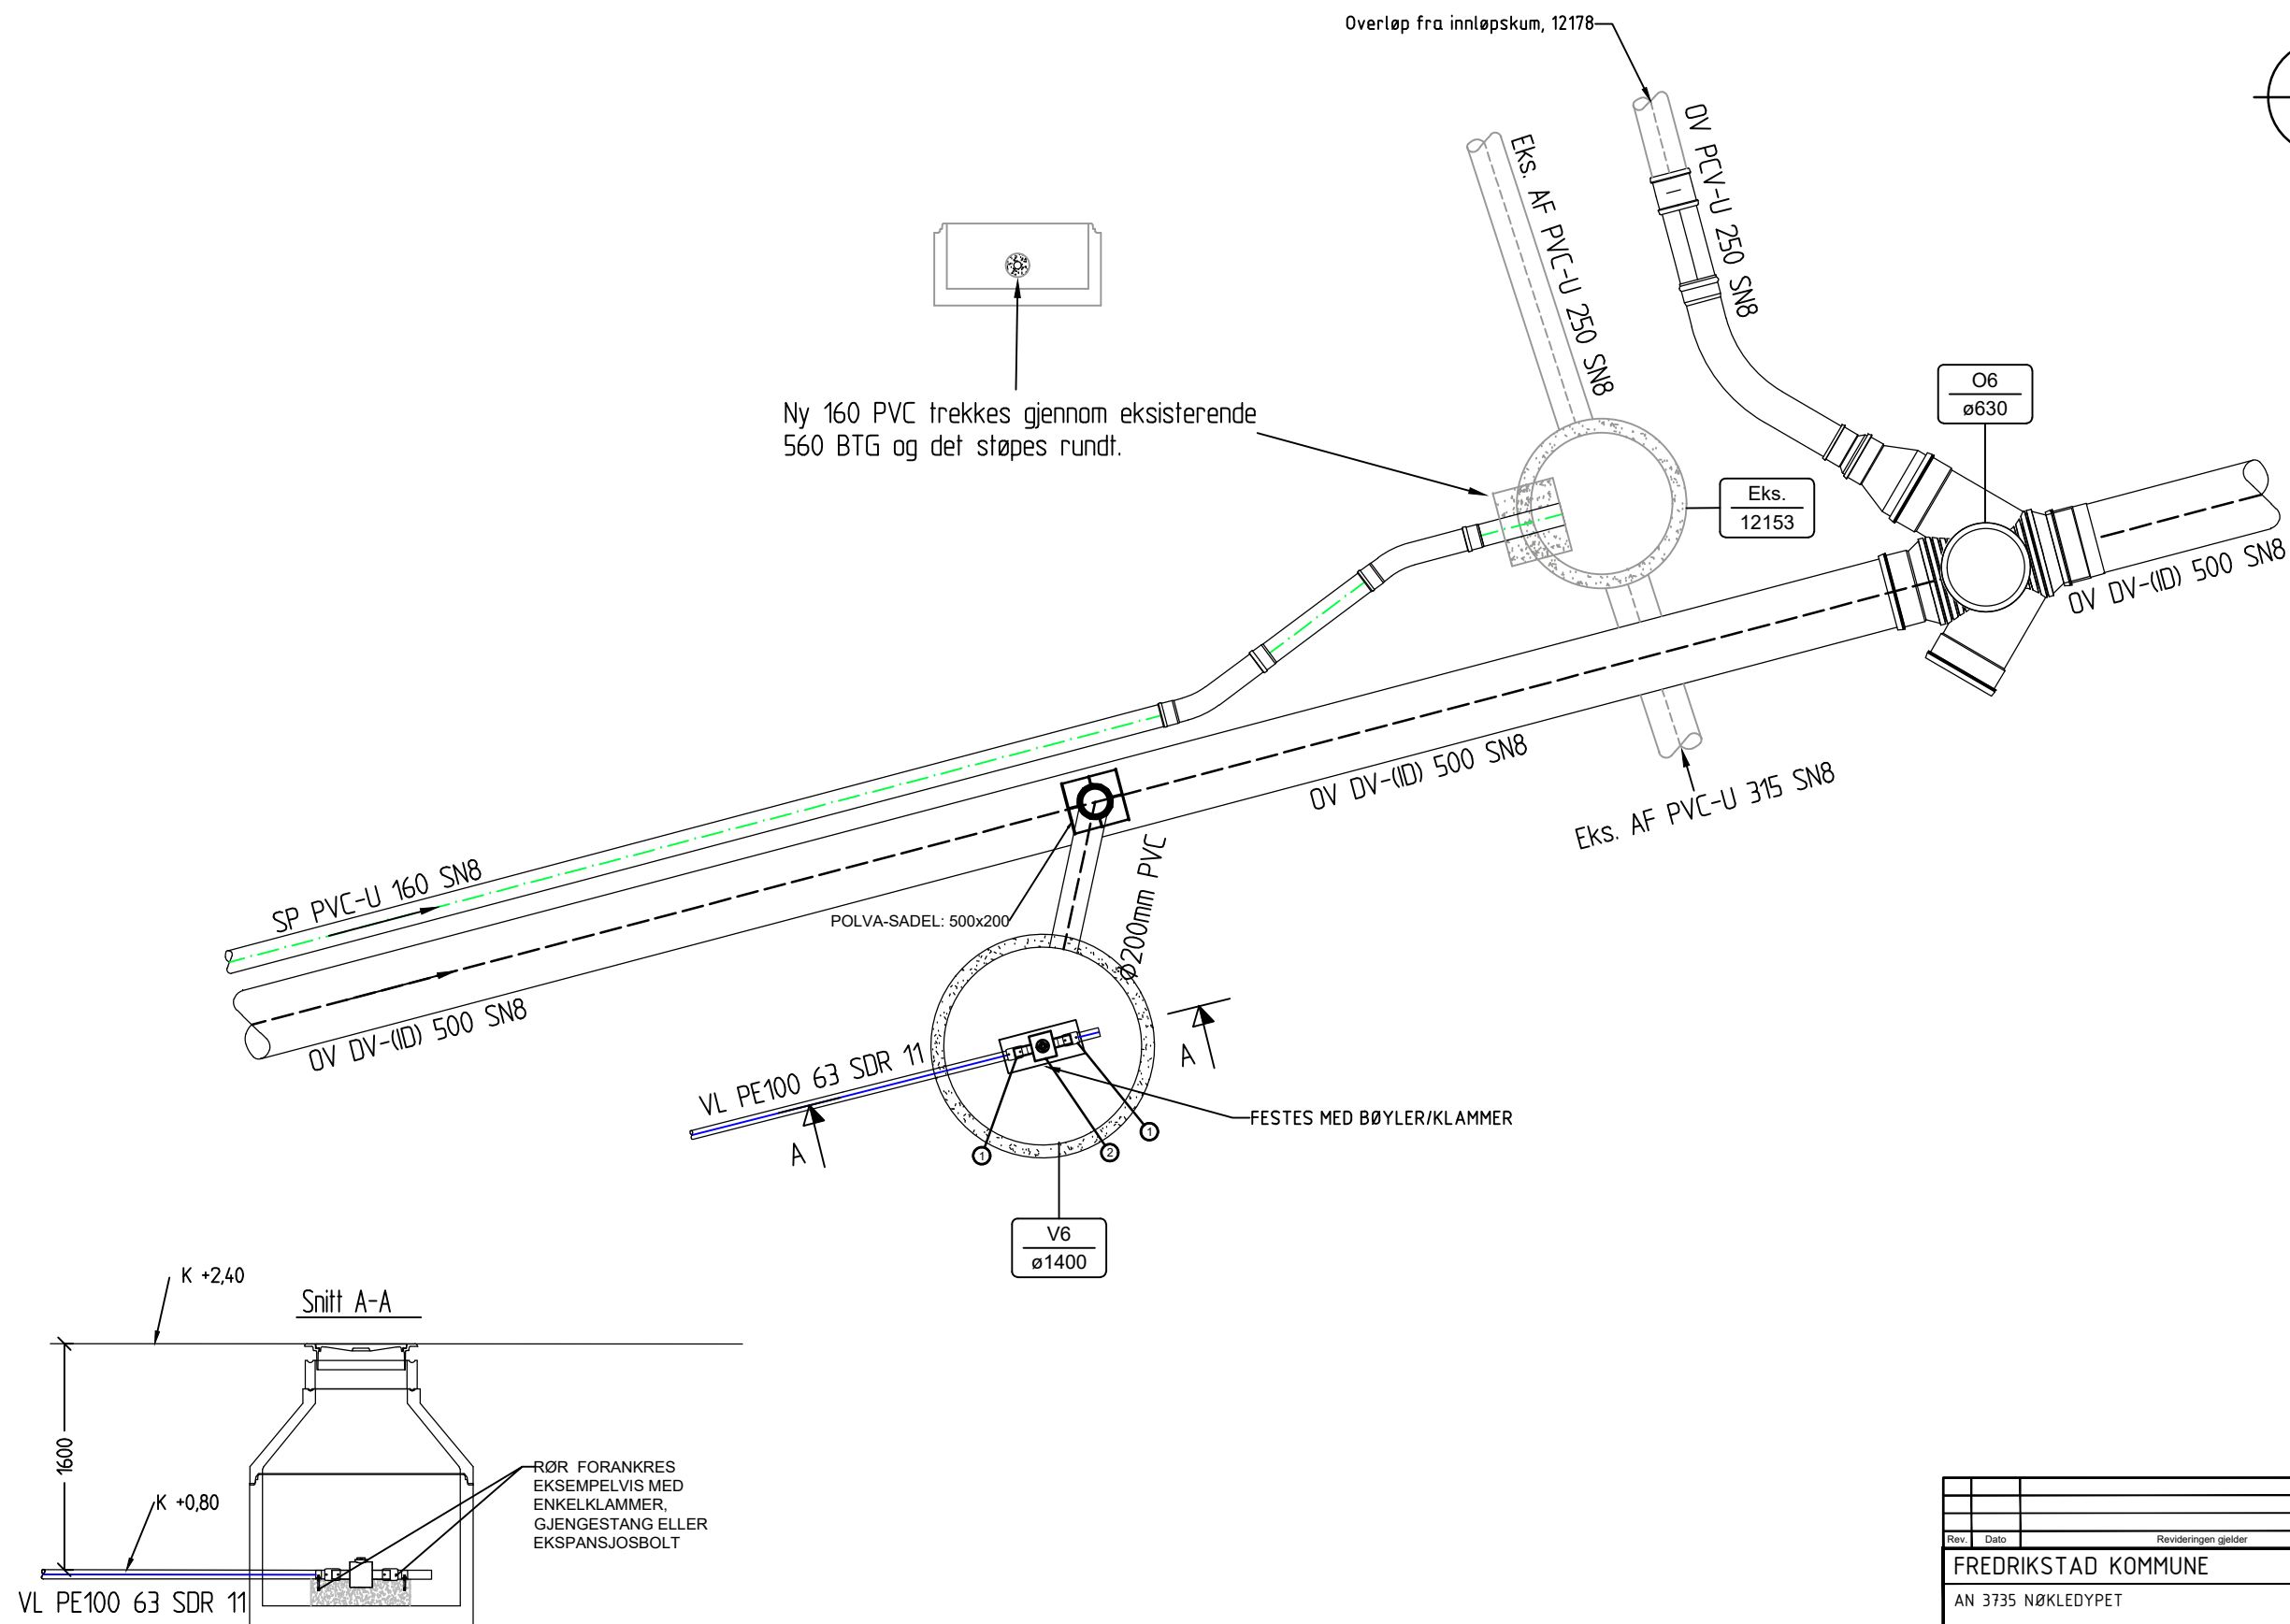 Overløp fra innløpskum, 12178
OV PCV-U 250 SN8
Eks. AF PVC-U 250 SN8
O6
ø630
Ny 160 PVC trekkes gjennom eksisterende
560 BTG og det støpes rundt.
Eks.
12153
OV DV-(ID) 500 SN8
OV DV-(ID) 500 SN8
Eks. AF PVC-U 315 SN8
SP PVC-U 160 SN8
POLVA-SADEL: 500x200
Ø200mm PVC
OV DV-(ID) 500 SN8
VL PE100 63 SDR 11
A
A
FESTES MED BØYLER/KLAMMER
1
2
1
V6
ø1400
K +2,40
Snitt A-A
1600
K +0,80
RØR FORANKRES
EKSEMPELVIS MED
ENKELKLAMMER,
GJENGESTANG ELLER
EKSPANSJOSBOLT
VL PE100 63 SDR 11
Rev. Dato Revideringen gjelder
FREDRIKSTAD KOMMUNE
AN 3735 NØKLEDYPET